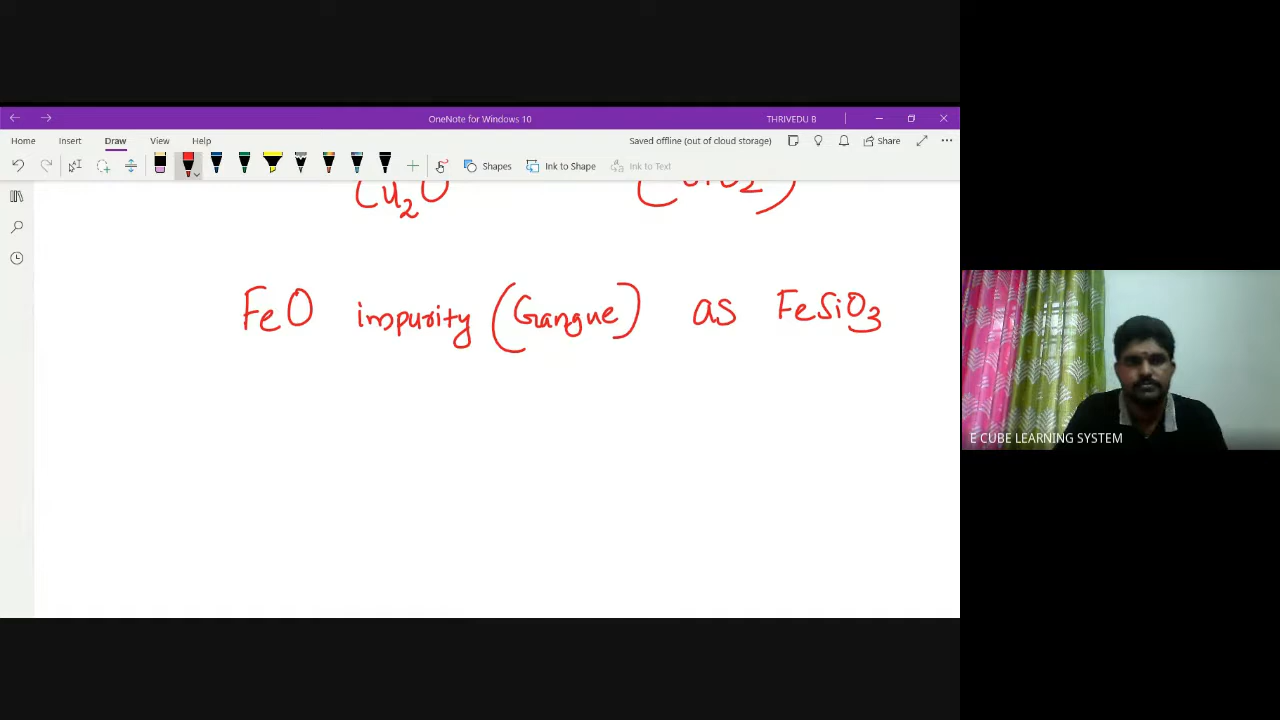 OneNote for Windows 10
THRIVEDU B
Home Insert Draw View Help
Saved offline (out of cloud storage)
Share
Shapes
Ink to Shape
Ink to Text
Cu2O
FeO impurity (Gangue) as FeSiO3
E CUBE LEARNING SYSTEM